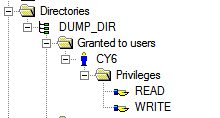 Directories
DUMP_DIR
Granted to users
CY6
Privileges
READ
WRITE